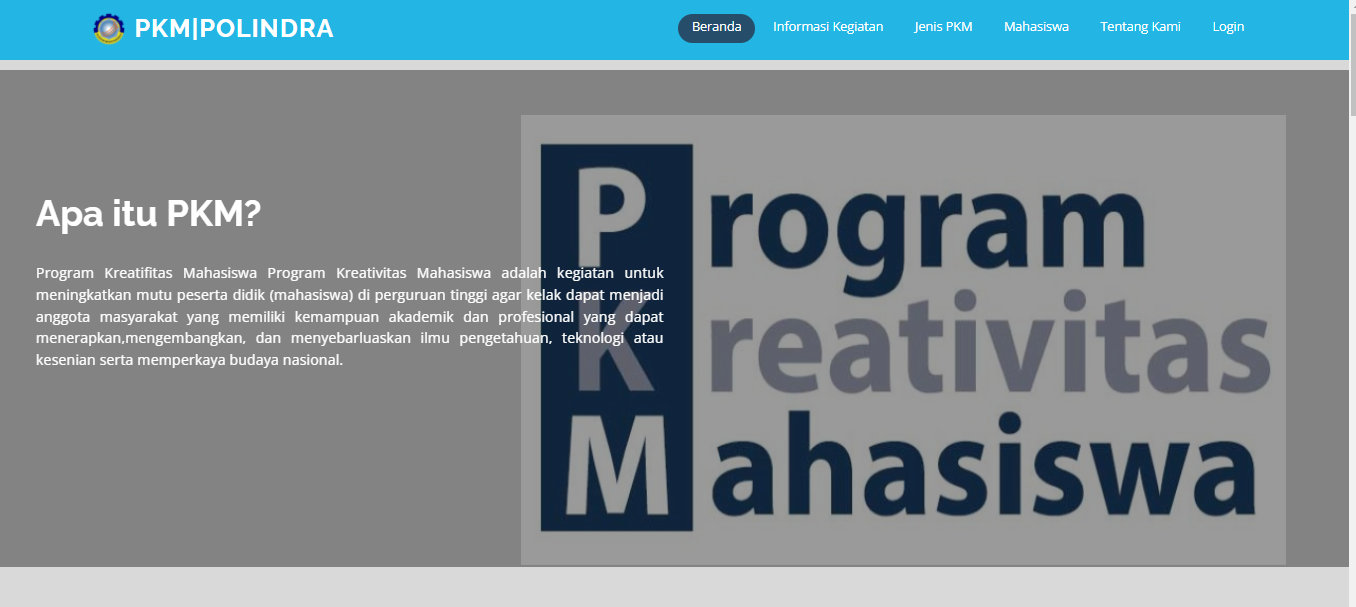 PKM|POLINDRA
Beranda
Informasi Kegiatan
Jenis PKM
Mahasiswa
Tentang Kami
Login
Apa itu PKM?
Program Kreatifitas Mahasiswa Program Kreativitas Mahasiswa adalah kegiatan untuk
meningkatkan mutu peserta didik (mahasiswa) di perguruan tinggi agar kelak dapat menjadi
anggota masyarakat yang memiliki kemampuan akademik dan profesional yang dapat
menerapkan,mengembangkan, dan menyebarluaskan ilmu pengetahuan, teknologi atau
kesenian serta memperkaya budaya nasional.
P Program
K Kreativitas
M Mahasiswa